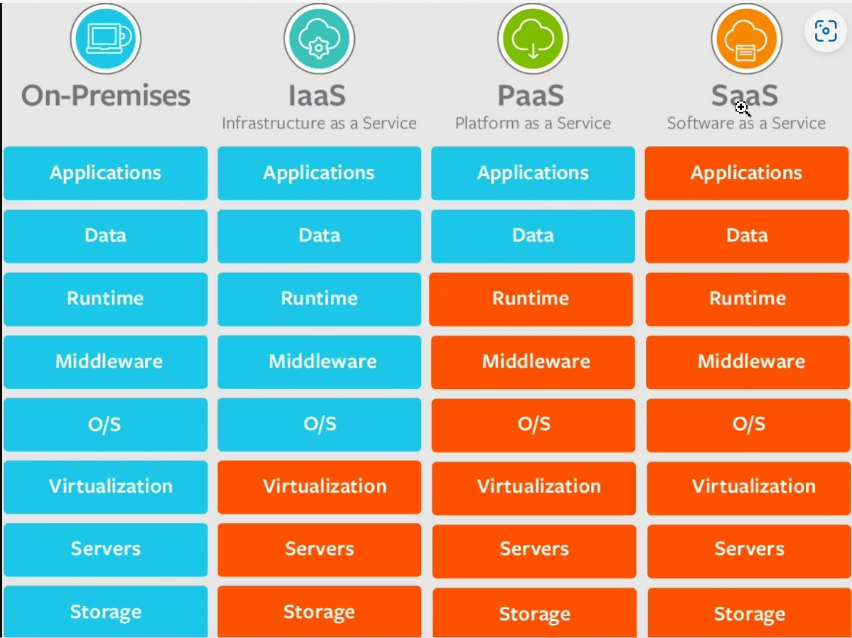 On-Premises
IaaS
Infrastructure as a Service
PaaS
Platform as a Service
SaaS
Software as a Service
Applications Applications Applications Applications
Data Data Data Data
Runtime Runtime Runtime Runtime
Middleware Middleware Middleware Middleware
O/S O/S O/S O/S
Virtualization Virtualization Virtualization Virtualization
Servers Servers Servers Servers
Storage Storage Storage Storage